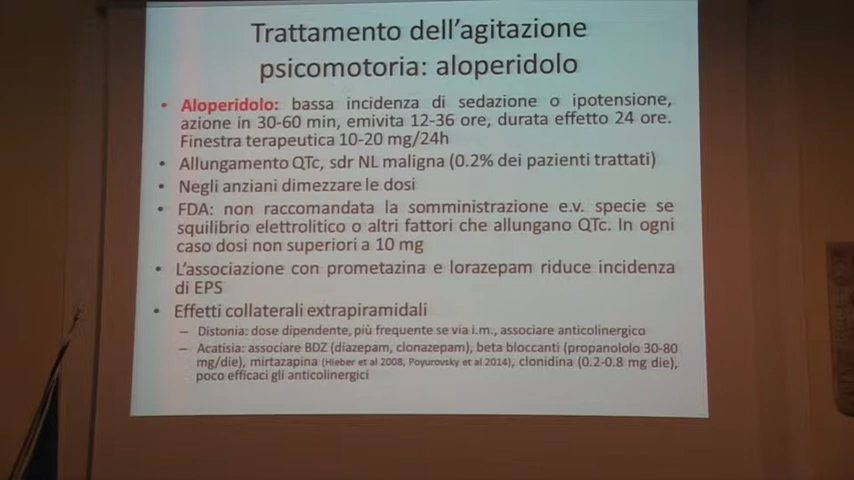 Trattamento dell'agitazione
psicomotoria: aloperidolo
• Aloperidolo: bassa incidenza di sedazione o ipotensione,
azione in 30-60 min, emivita 12-36 ore, durata effetto 24 ore.
Finestra terapeutica 10-20 mg/24h
• Allungamento QTc, sdr NL maligna (0.2% dei pazienti trattati)
• Negli anziani dimezzare le dosi
• FDA: non raccomandata la somministrazione e.v. specie se
squilibrio elettrolitico o altri fattori che allungano QTc. In ogni
caso dosi non superiori a 10 mg
• L'associazione con prometazina e lorazepam riduce incidenza
di EPS
• Effetti collaterali extrapiramidali
– Distonia: dose dipendente, più frequente se via i.m., associare anticolinergico
– Acatisia: associare BDZ (diazepam, clonazepam), beta bloccanti (propanololo 30-80
mg/die), mirtazapina (Hieber et al 2008, Poyurovsky et al 2014), clonidina (0.2-0.8 mg die),
poco efficaci gli anticolinergici